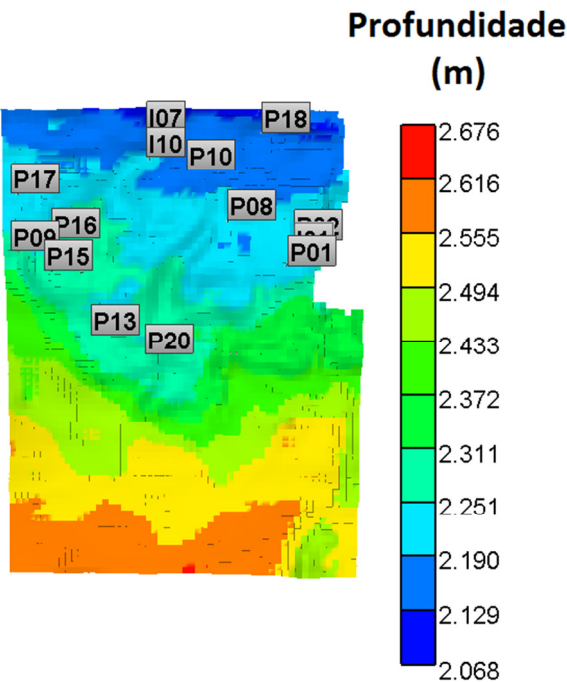 Profundidade
(m)
I07
P18
I10
P10
P17
P08
P16
P09
P15
P01
P13
P20
2.676
2.616
2.555
2.494
2.433
2.372
2.311
2.251
2.190
2.129
2.068